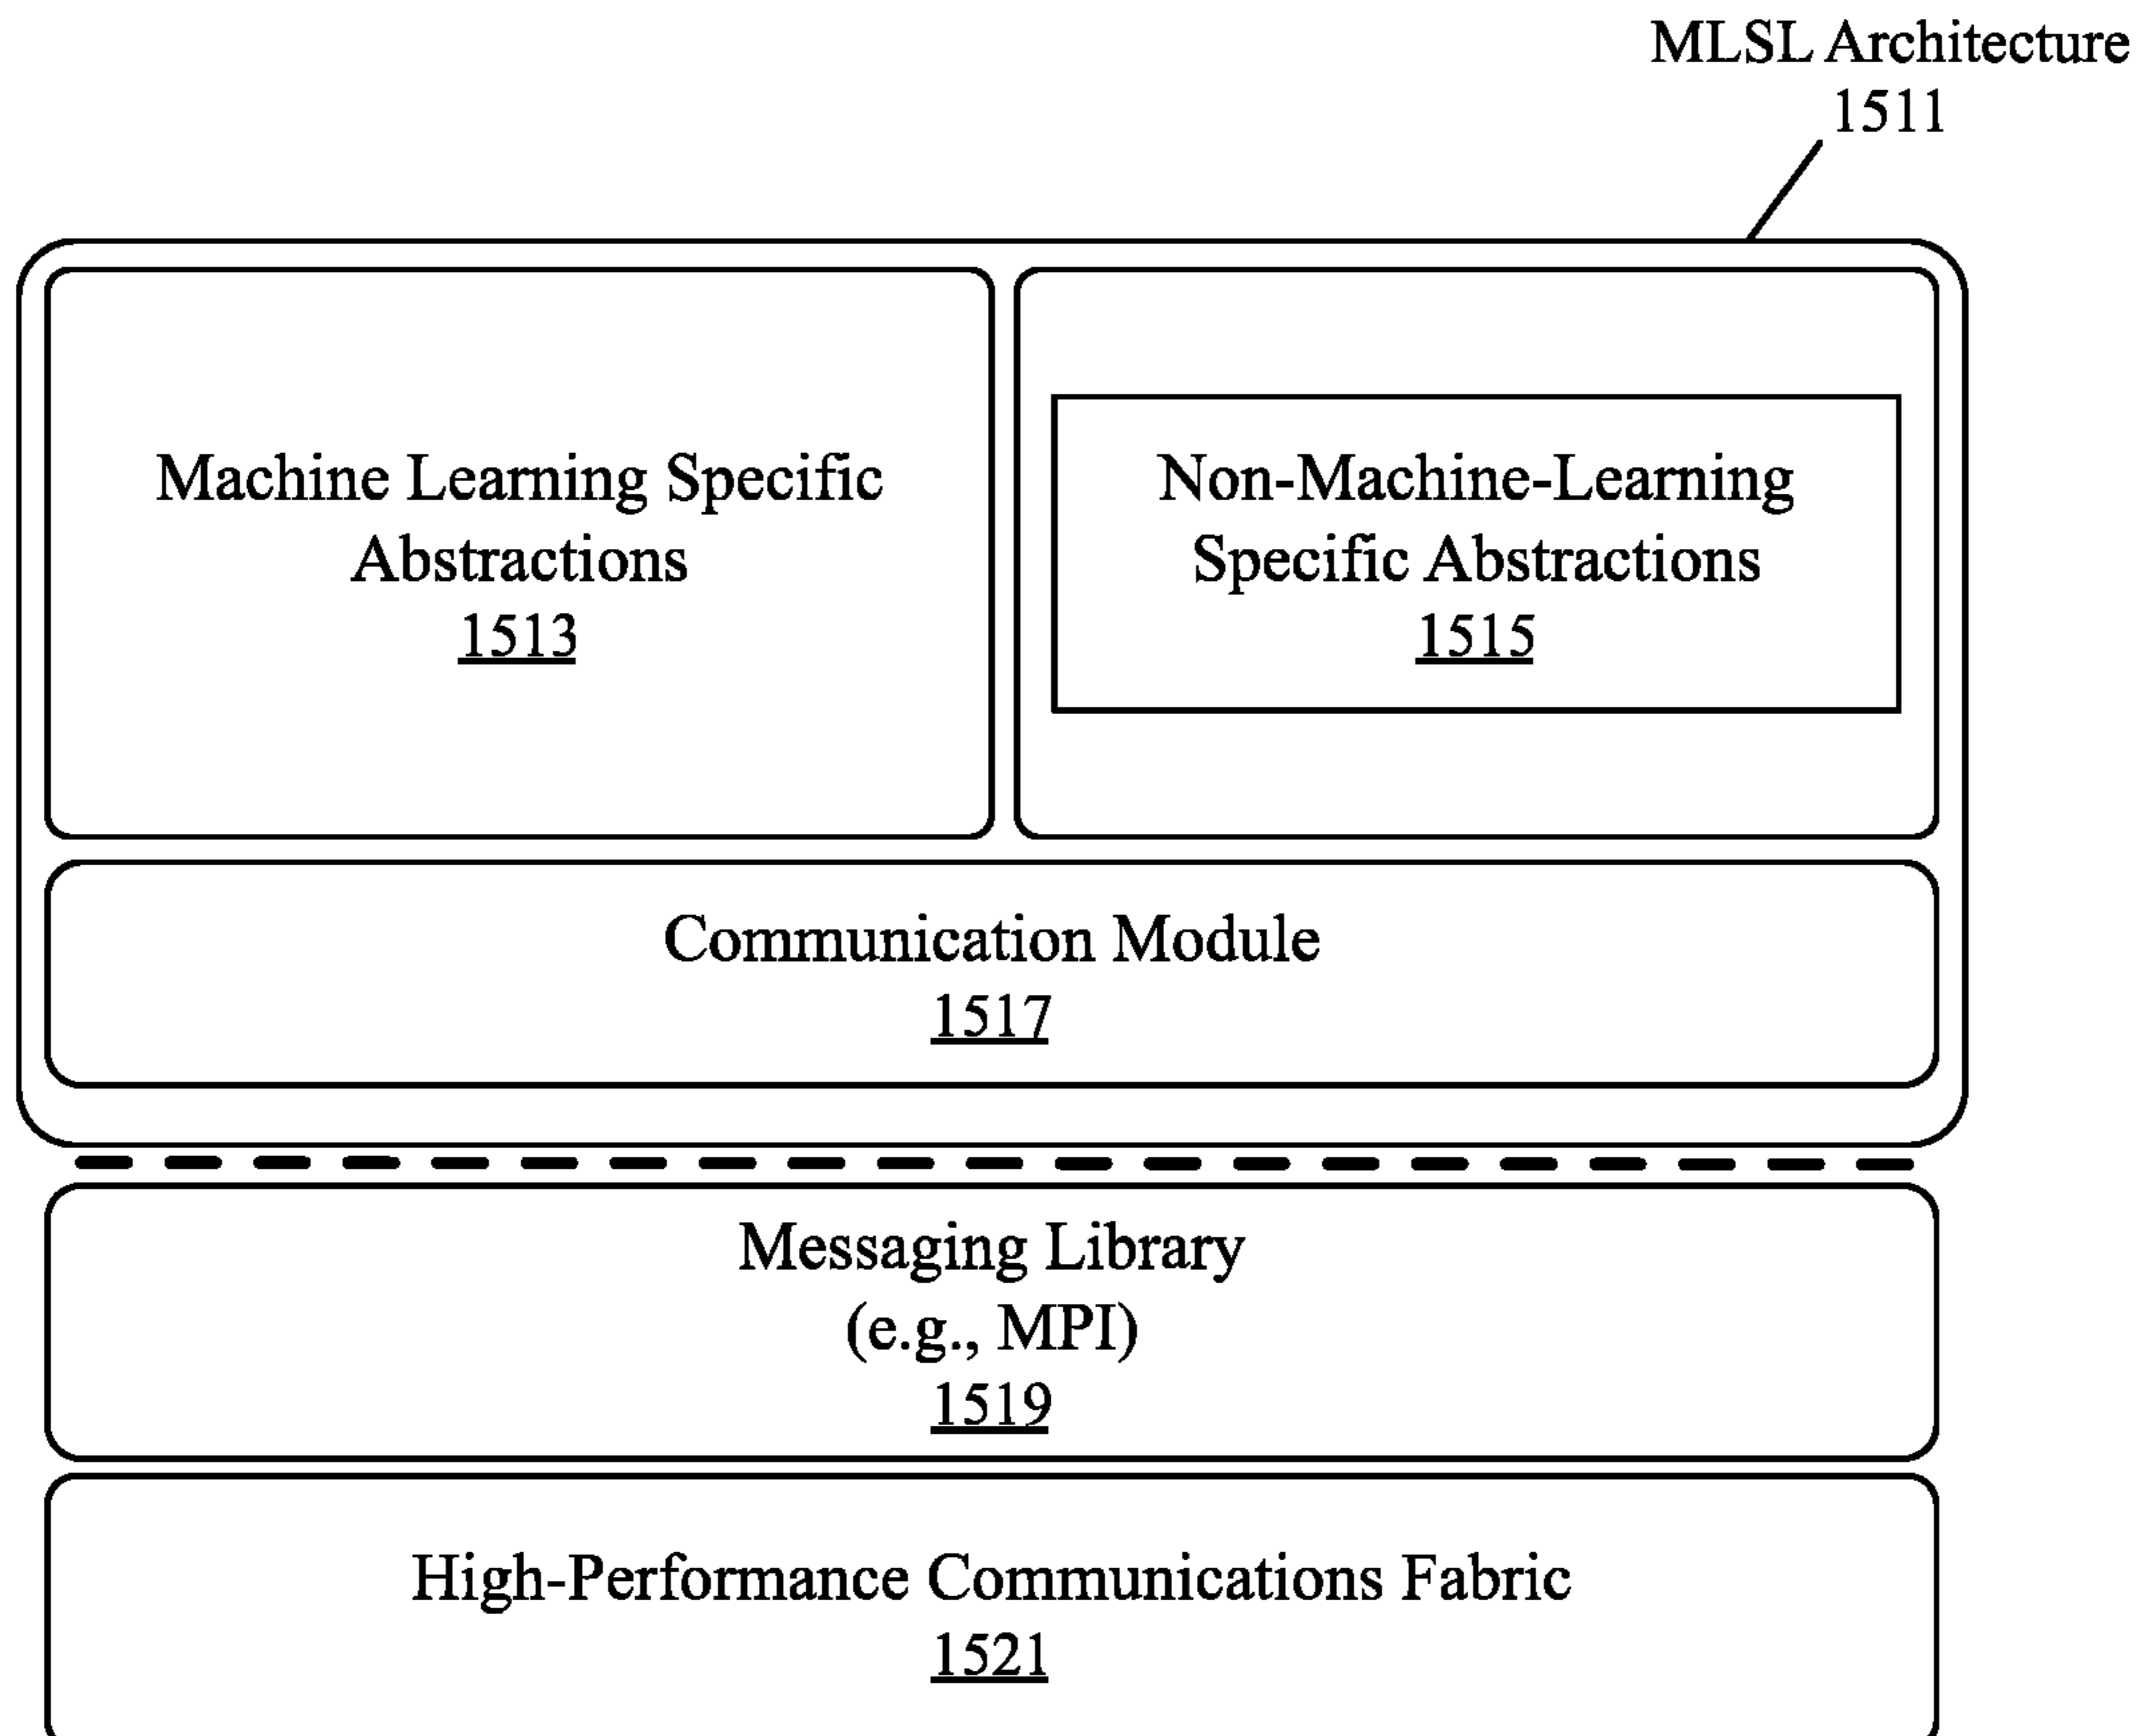 MLSL Architecture
1511
Machine Learning Specific
Abstractions
1513
Non-Machine-Learning
Specific Abstractions
1515
Communication Module
1517
Messaging Library
(e.g., MPI)
1519
High-Performance Communications Fabric
1521